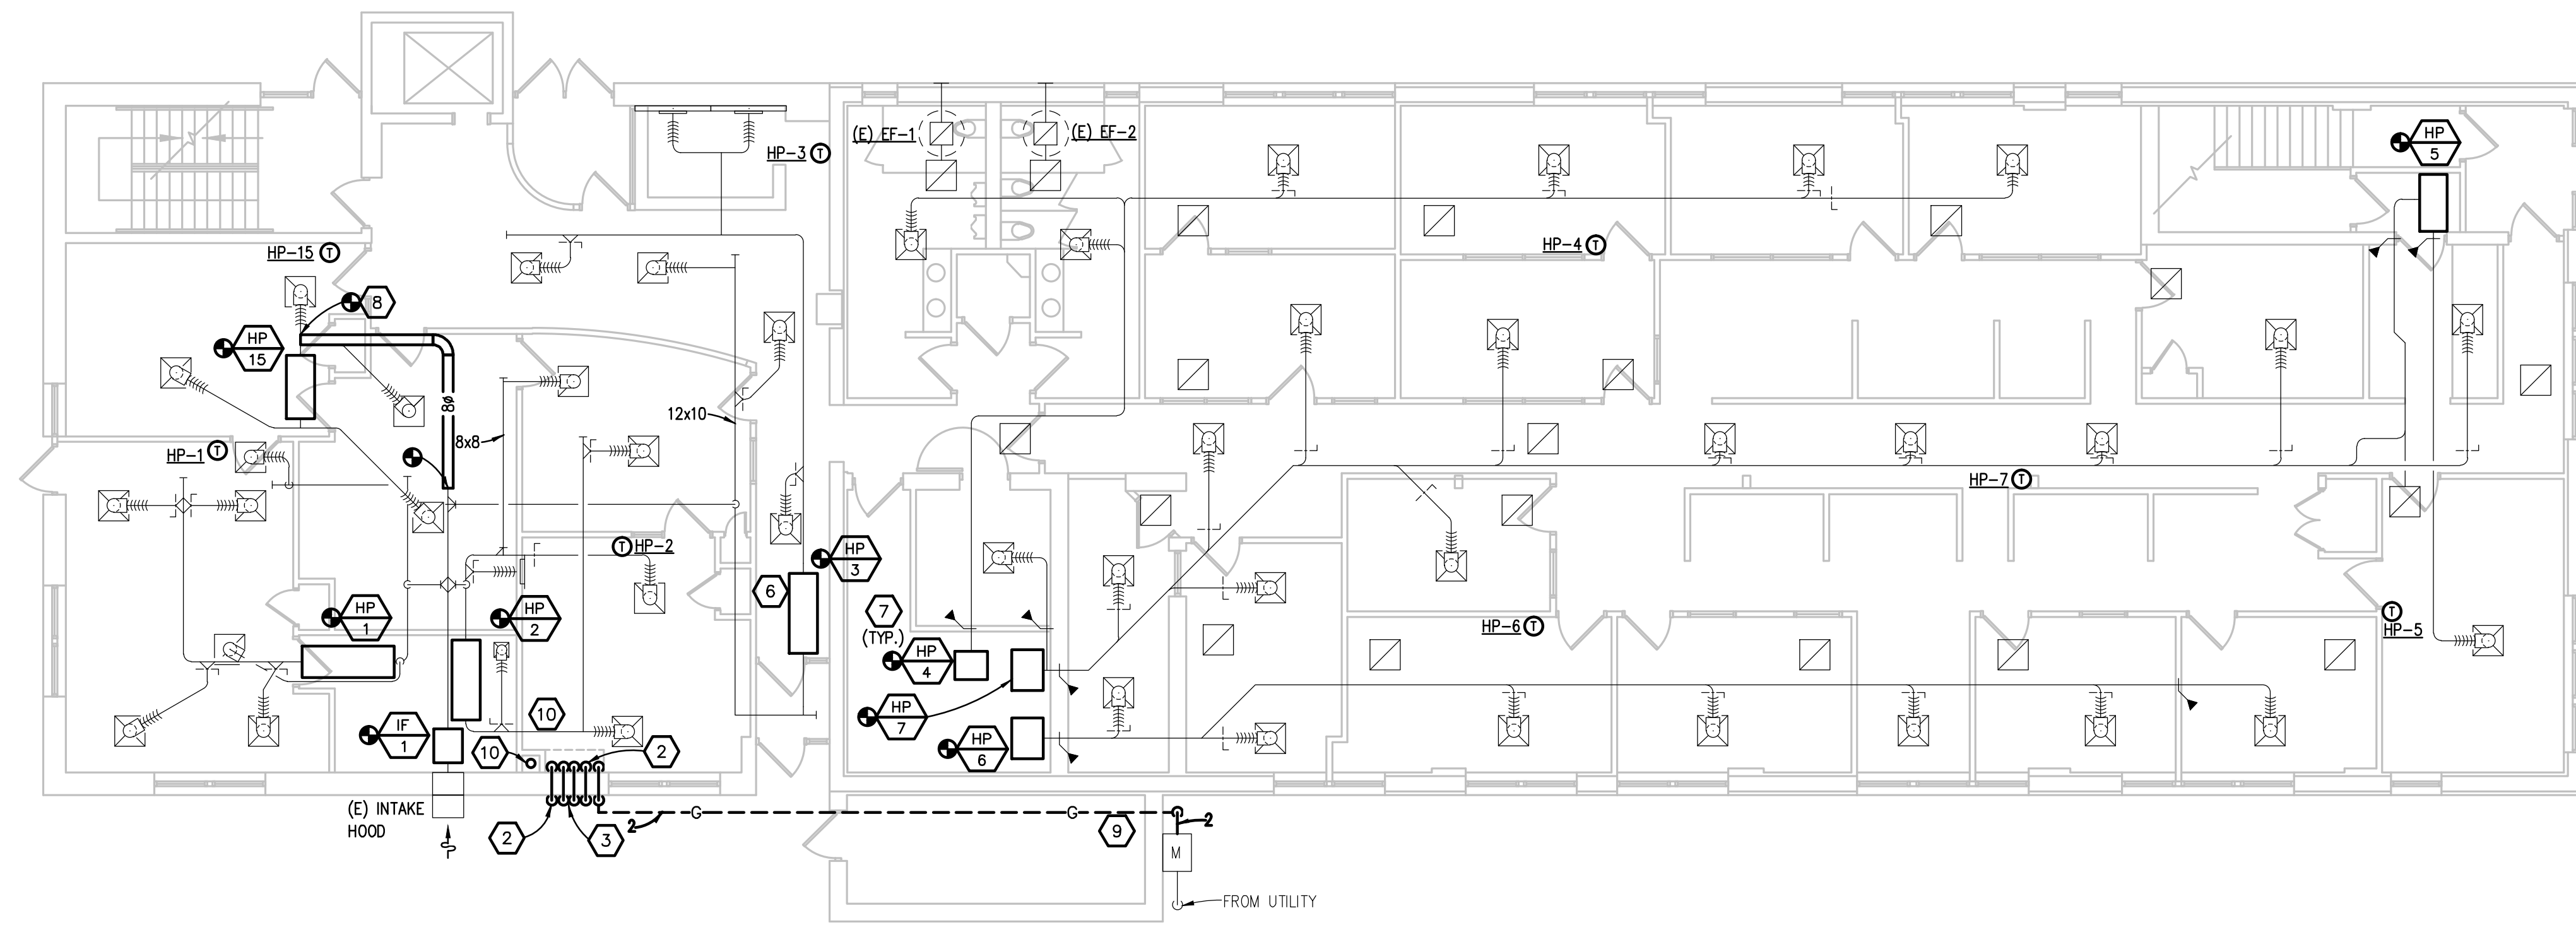 (E) EF-1
(E) EF-2
HP-3 T
HP
5
HP-15 T
HP-4 T
8
HP
15
8ø
12x10
8x8
HP-1 T
HP-7 T
T HP-2
HP
3
6
HP
1
HP
2
7
(TYP.)
HP-6 T
T
HP-5
HP
4
HP
7
IF
1
10
10
2
HP
6
(E) INTAKE
HOOD
2
3
2
G
G
9
2
M
FROM UTILITY